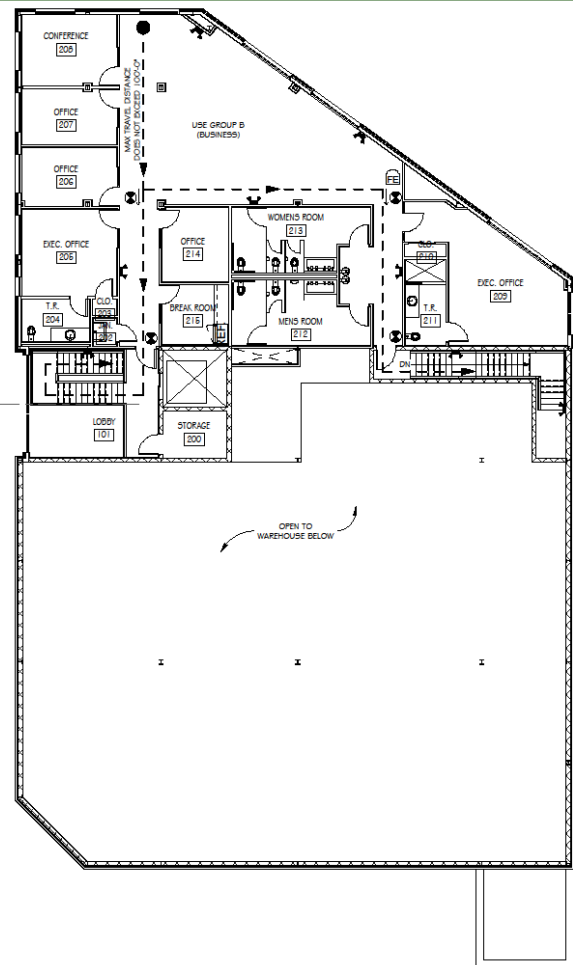 CONFERENCE
208
MAX TRAVEL DISTANCE
DOES NOT EXCEED 100'-0"
OFFICE
207
USE GROUP B
(BUSINESS)
OFFICE
206
FE
WOMENS ROOM
213
EXEC. OFFICE
205
OFFICE
214
CLO.
210
EXEC. OFFICE
209
T.R.
204
CLO.
203
JAN.
202
BREAK ROOM
215
FE
MENS ROOM
212
T.R.
211
DN
LOBBY
101
STORAGE
200
OPEN TO
WAREHOUSE BELOW